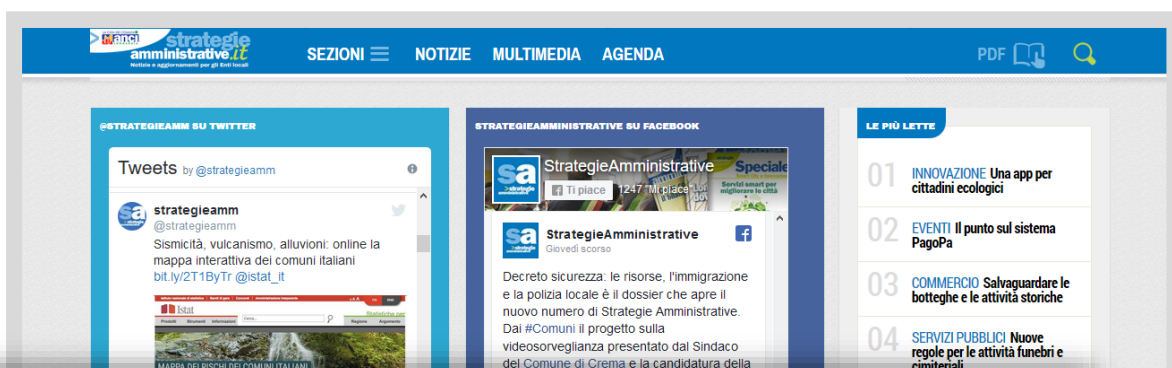 strategie
amministrative.it
Notizie e aggiornamenti per gli Enti locali
SEZIONI
NOTIZIE
MULTIMEDIA
AGENDA
PDF
@STRATEGIEAMM SU TWITTER
Tweets by @strategieamm
strategieamm
@strategieamm
Sismicità, vulcanismo, alluvioni: online la
mappa interattiva dei comuni italiani
bit.ly/2T1ByTr @istat_it
Istat
MAPPA DEI RISCHI DEI COMUNI ITALIANI
STRATEGIEAMMINISTRATIVE SU FACEBOOK
StrategieAmministrative
Ti piace
1247 "Mi piace"
Speciale
Servizi smart per
migliorare le città
StrategieAmministrative
Giovedì scorso
Decreto sicurezza: le risorse, l'immigrazione
e la polizia locale è il dossier che apre il
nuovo numero di Strategie Amministrative.
Dai #Comuni il progetto sulla
videosorveglianza presentato dal Sindaco
del Comune di Crema e la candidatura della
LE PIÙ LETTE
01
INNOVAZIONE Una app per
cittadini ecologici
02
EVENTI Il punto sul sistema
PagoPa
03
COMMERCIO Salvaguardare le
botteghe e le attività storiche
04
SERVIZI PUBBLICI Nuove
regole per le attività funebri e
cimiteriali